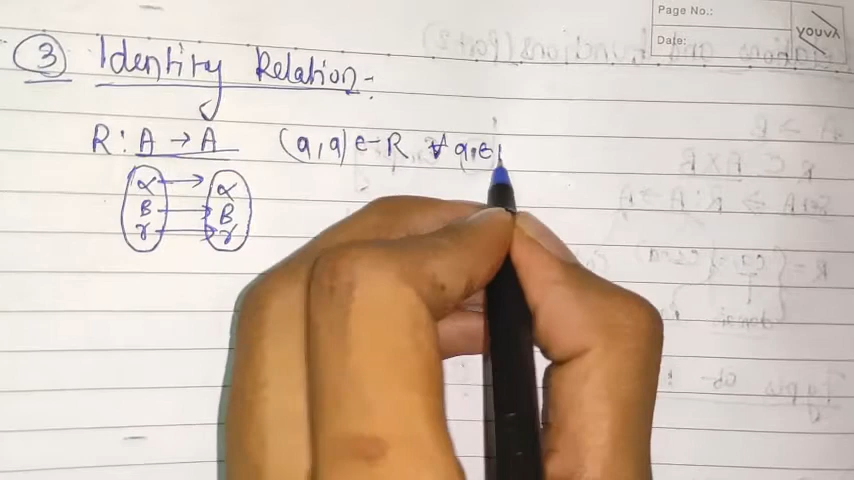 Page No.:
Date:
YOUVA
③ Identity Relation-
R : A → A (a,a) ∈ R ∀ a,∈
α → α
β → β
γ → γ